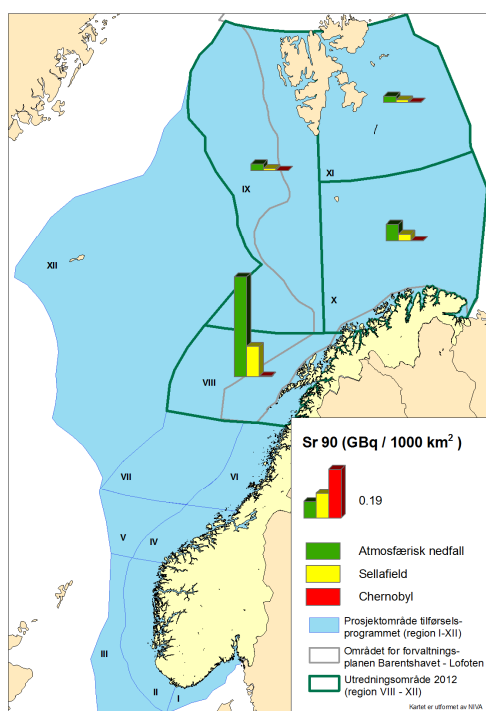 IX
XI
XII
X
VIII
VII
VI
V
IV
III
II
I
Sr 90 (GBq / 1000 km² )
0.19
Atmosfærisk nedfall
Sellafield
Chernobyl
Prosjektområde tilførsels-
programmet (region I-XII)
Området for forvaltnings-
planen Barentshavet - Lofoten
Utredningsområde 2012
(region VIII - XII)
Kartet er utformet av NIVA